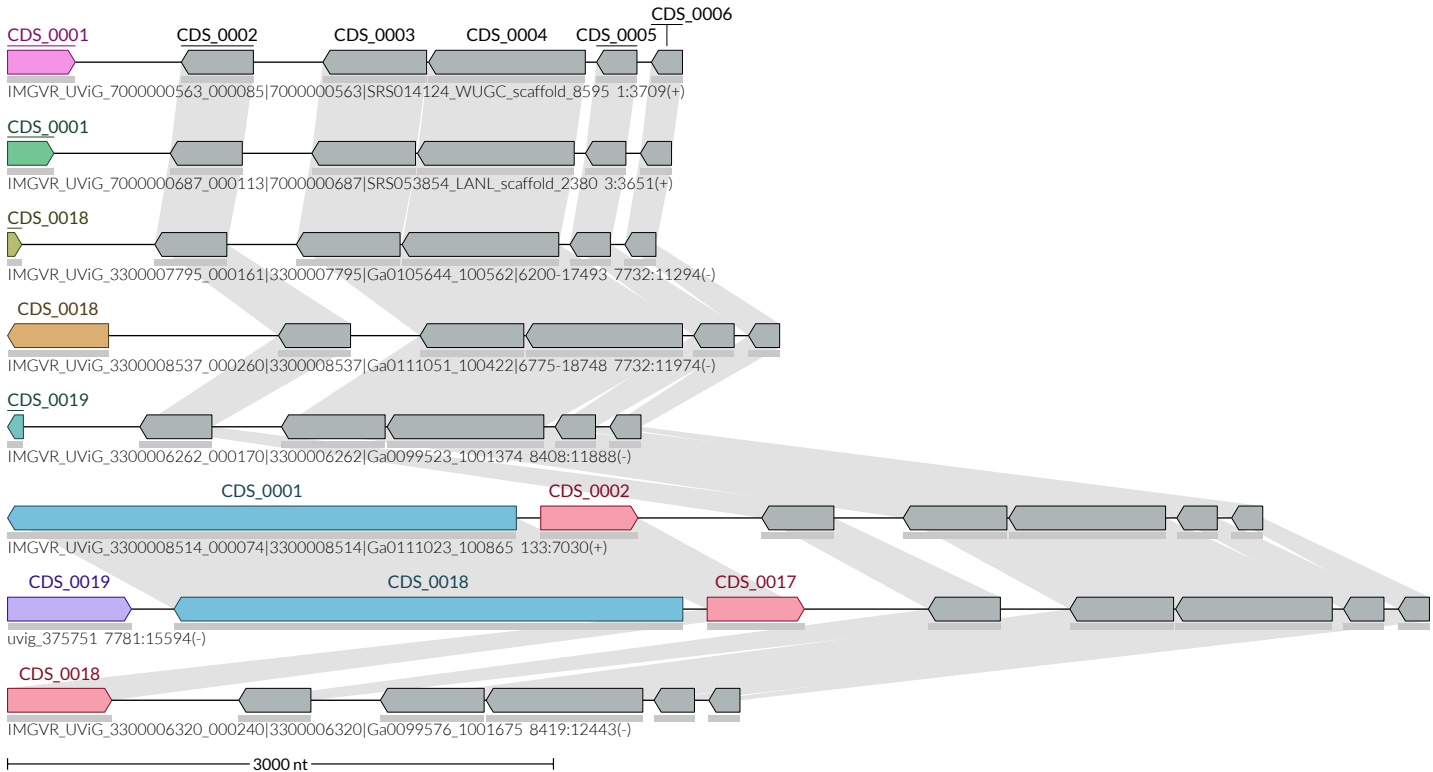 CDS_0006
CDS_0001 CDS_0002 CDS_0003 CDS_0004 CDS_0005
IMGVR_UViG_7000000563_000085|7000000563|SRS014124_WUGC_scaffold_8595 1:3709(+)
CDS_0001
IMGVR_UViG_7000000687_000113|7000000687|SRS053854_LANL_scaffold_2380 3:3651(+)
CDS_0018
IMGVR_UViG_3300007795_000161|3300007795|Ga0105644_100562|6200-17493 7732:11294(-)
CDS_0018
IMGVR_UViG_3300008537_000260|3300008537|Ga0111051_100422|6775-18748 7732:11974(-)
CDS_0019
IMGVR_UViG_3300006262_000170|3300006262|Ga0099523_1001374 8408:11888(-)
CDS_0001 CDS_0002
IMGVR_UViG_3300008514_000074|3300008514|Ga0111023_100865 133:7030(+)
CDS_0019 CDS_0018 CDS_0017
uvig_375751 7781:15594(-)
CDS_0018
IMGVR_UViG_3300006320_000240|3300006320|Ga0099576_1001675 8419:12443(-)
3000 nt